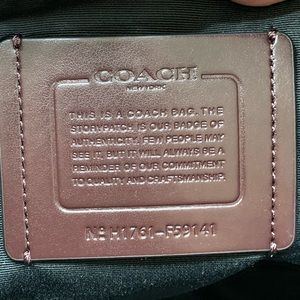 COACH
NEW YORK
THIS IS A COACH BAG. THE
STORYPATCH IS OUR BADGE OF
AUTHENTICITY. FEW PEOPLE MAY
SEE IT, BUT IT WILL ALWAYS BE A
REMINDER OF OUR COMMITMENT
TO QUALITY AND CRAFTSMANSHIP.
Nº H1761-F59141